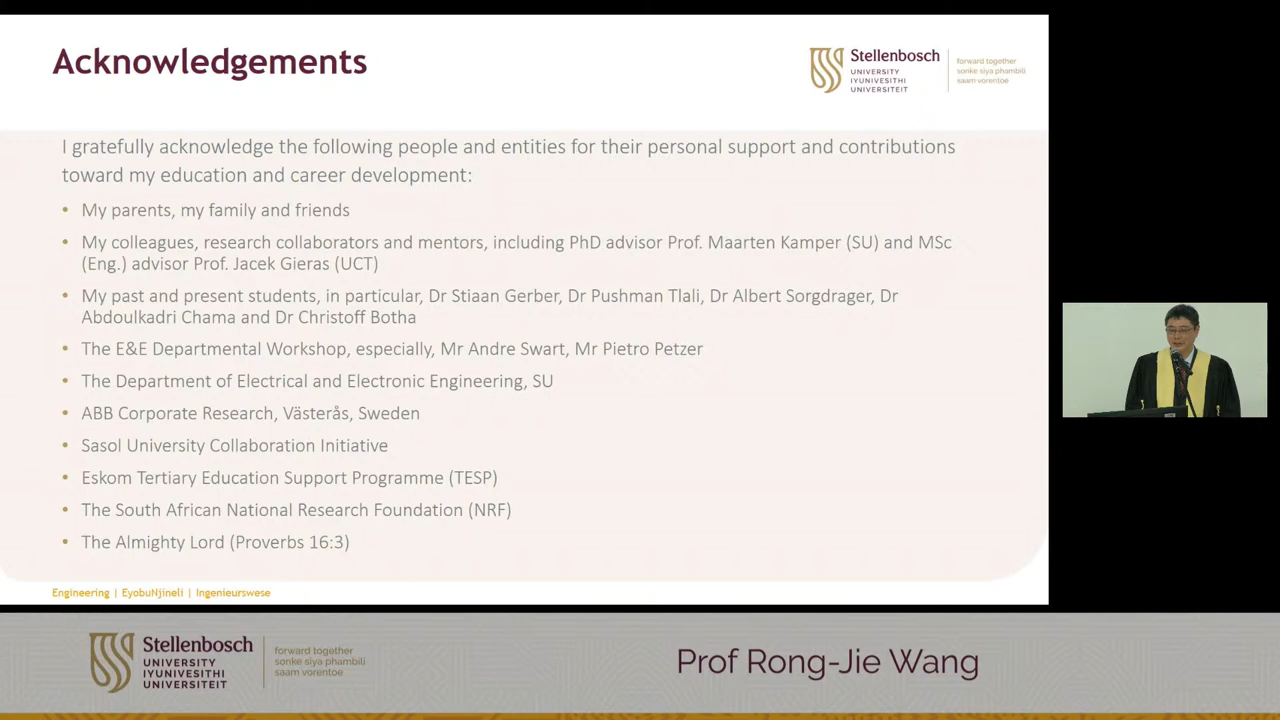 Acknowledgements
Stellenbosch
UNIVERSITY
IYUNIVESITHI
UNIVERSITEIT
forward together
sonke siya phambili
saam vorentoe
I gratefully acknowledge the following people and entities for their personal support and contributions
toward my education and career development:
• My parents, my family and friends
• My colleagues, research collaborators and mentors, including PhD advisor Prof. Maarten Kamper (SU) and MSc
(Eng.) advisor Prof. Jacek Gieras (UCT)
• My past and present students, in particular, Dr Stiaan Gerber, Dr Pushman Tlali, Dr Albert Sorgdrager, Dr
Abdoulkadri Chama and Dr Christoff Botha
• The E&E Departmental Workshop, especially, Mr Andre Swart, Mr Pietro Petzer
• The Department of Electrical and Electronic Engineering, SU
• ABB Corporate Research, Västerås, Sweden
• Sasol University Collaboration Initiative
• Eskom Tertiary Education Support Programme (TESP)
• The South African National Research Foundation (NRF)
• The Almighty Lord (Proverbs 16:3)
Engineering | EyobuNjineli | Ingenieurswese
Stellenbosch
UNIVERSITY
IYUNIVESITHI
UNIVERSITEIT
forward together
sonke siya phambili
saam vorentoe
Prof Rong-Jie Wang